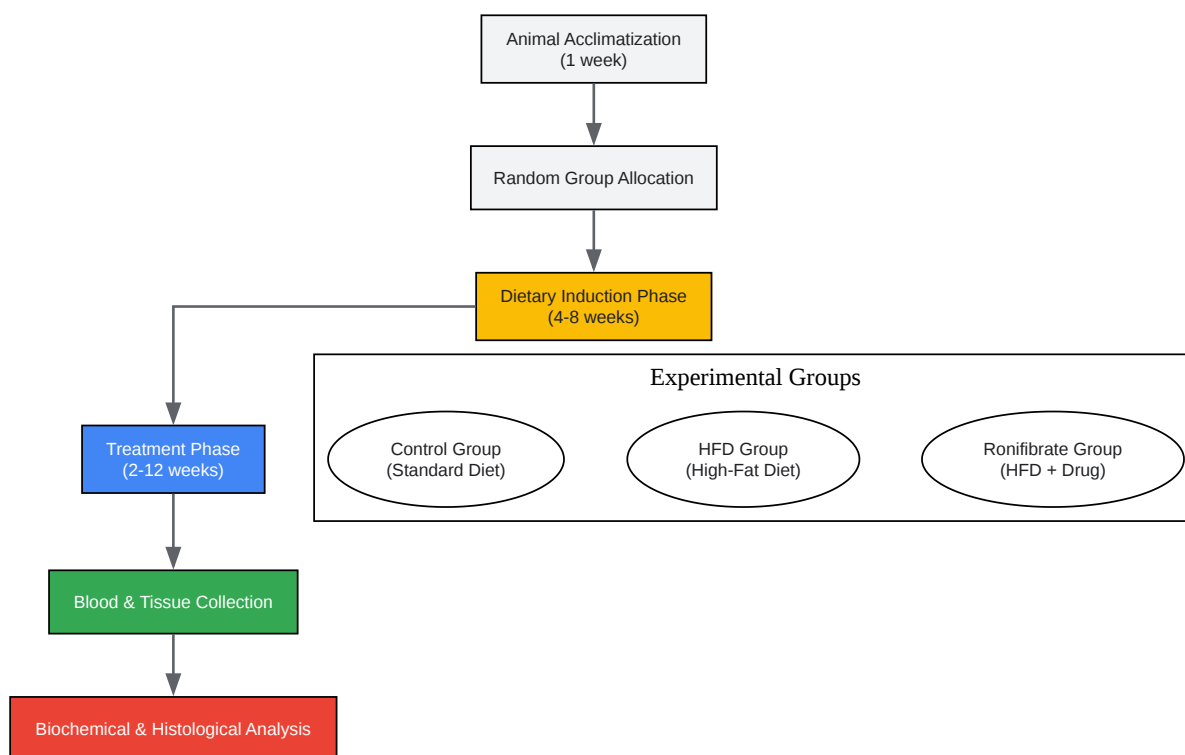 Animal Acclimatization
(1 week)
Random Group Allocation
Dietary Induction Phase
(4-8 weeks)
Experimental Groups
Control Group
(Standard Diet)
HFD Group
(High-Fat Diet)
Ronifibrate Group
(HFD + Drug)
Treatment Phase
(2-12 weeks)
Blood & Tissue Collection
Biochemical & Histological Analysis